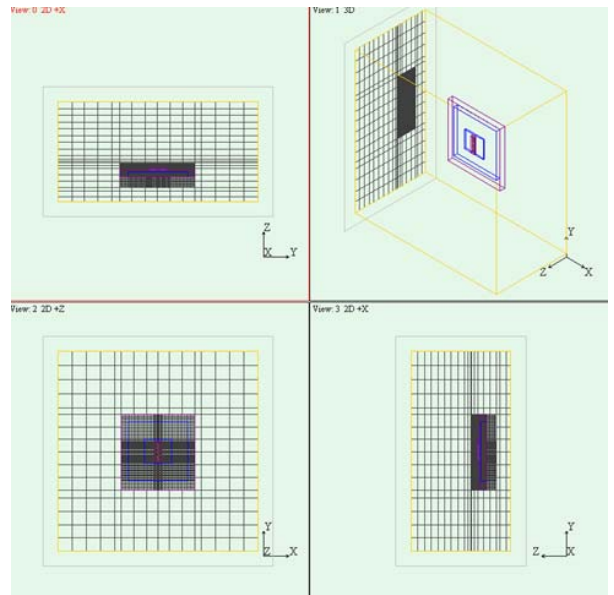 View: 0 2D +X
View: 1 3D
Z
X Y
Y
Z X
View: 2 2D +Z
View: 3 2D +X
Y
Z X
Y
Z X